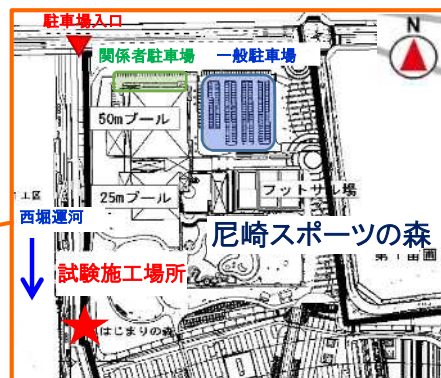 駐車場入口
N
関係者駐車場
一般駐車場
50mプール
25mプール
フットサル場
工区
西堀運河
尼崎スポーツの森
試験施工場所
はじまりの森